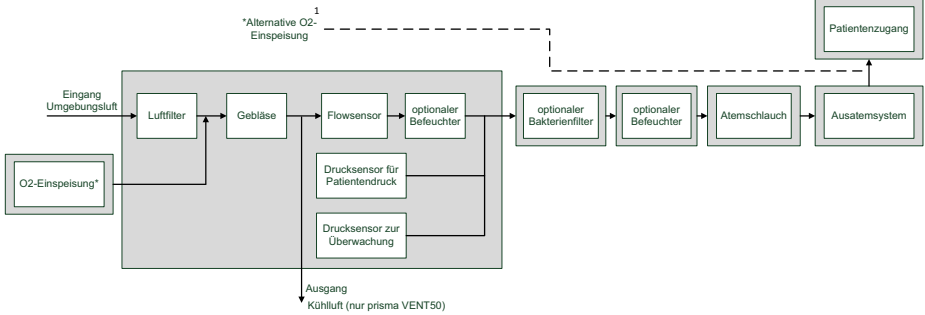 1
*Alternative O2-
Einspeisung
Patientenzugang
Eingang
Umgebungsluft
Luftfilter
Gebläse
Flowsensor
optionaler
Befeuchter
optionaler
Bakterienfilter
optionaler
Befeuchter
Atemschlauch
Ausatemsystem
O2-Einspeisung*
Drucksensor für
Patientendruck
Drucksensor zur
Überwachung
Ausgang
Kühlluft (nur prisma VENT50)